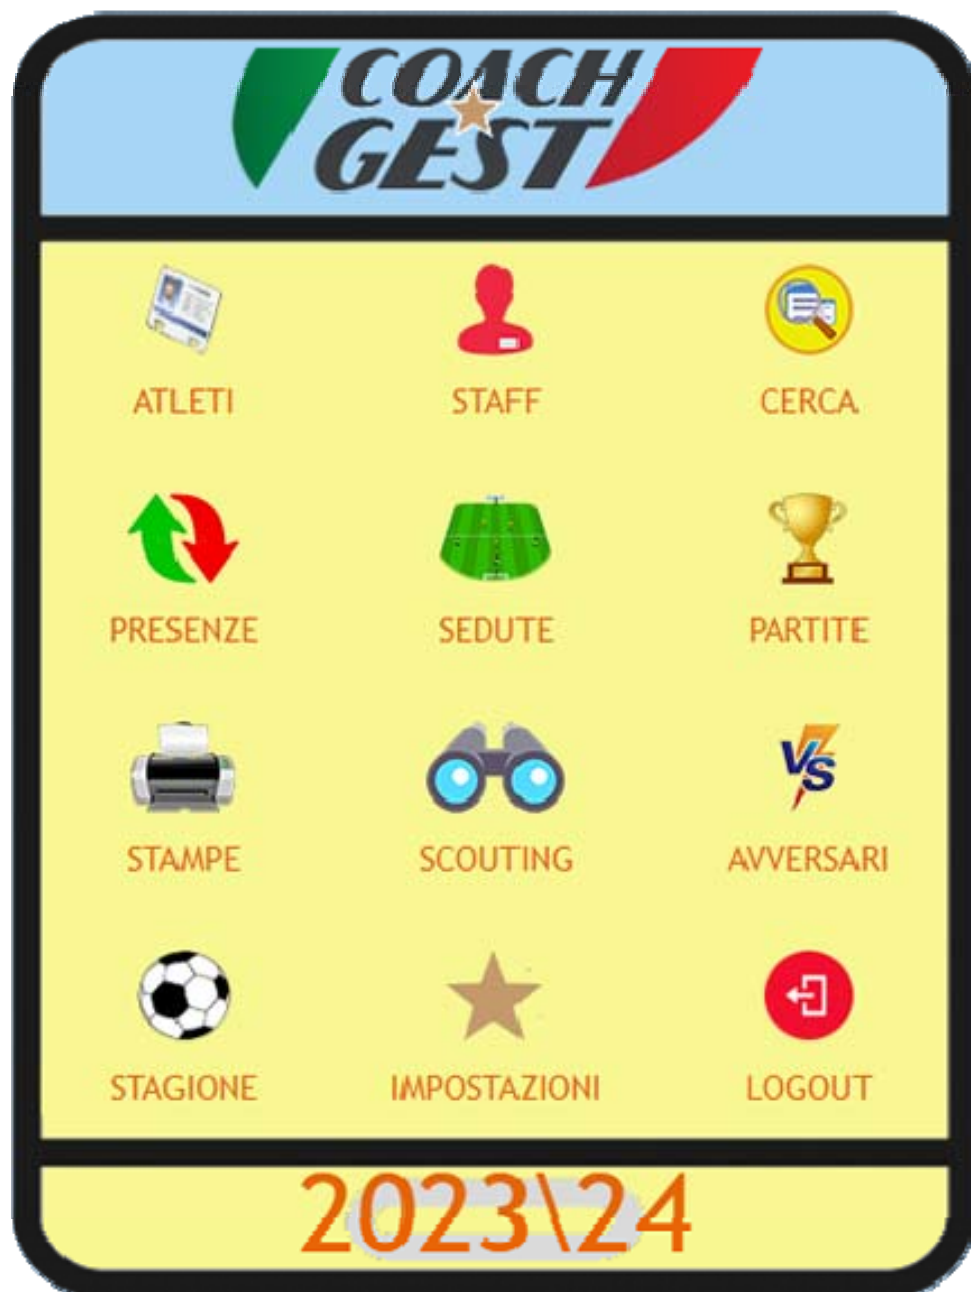 COACH
GEST
ATLETI STAFF CERCA
PRESENZE SEDUTE PARTITE
VS
STAMPE SCOUTING AVVERSARI
STAGIONE IMPOSTAZIONI LOGOUT
2023\24